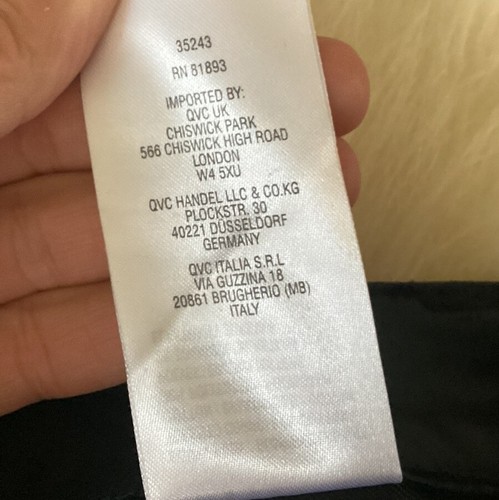 35243
RN 81893
IMPORTED BY:
QVC UK
CHISWICK PARK
566 CHISWICK HIGH ROAD
LONDON
W4 5XU
QVC HANDEL LLC & CO.KG
PLOCKSTR. 30
40221 DÜSSELDORF
GERMANY
QVC ITALIA S.R.L
VIA GUZZINA 18
20861 BRUGHERIO (MB)
ITALY